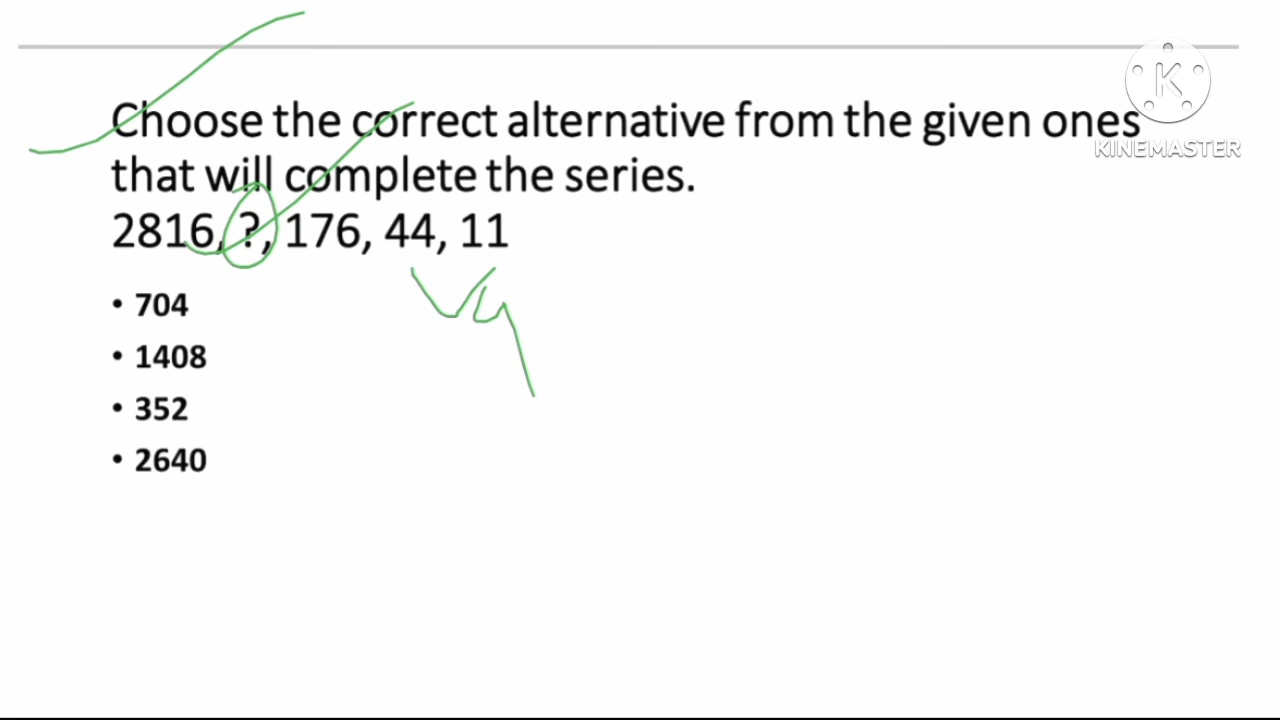 Choose the correct alternative from the given ones
that will complete the series.
2816, ?, 176, 44, 11
• 704
• 1408
• 352
• 2640
K
KINEMASTER
4